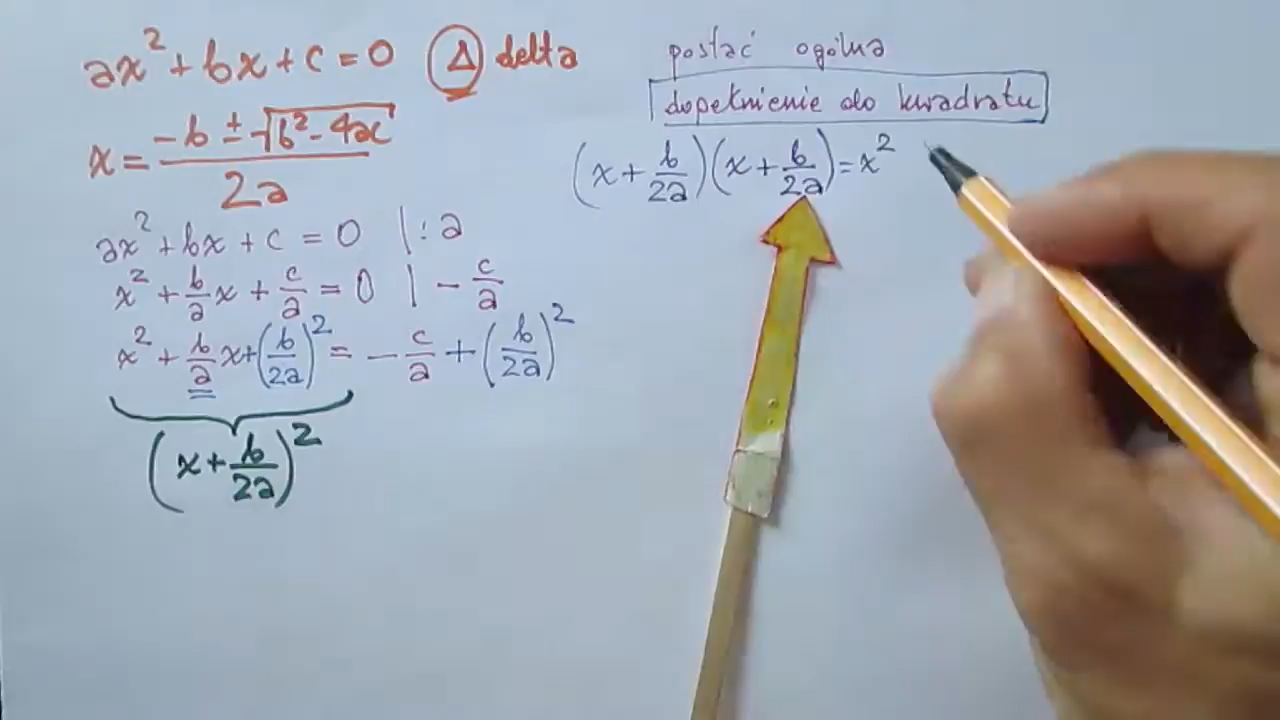 ax² + bx + c = 0 Δ delta
x = (-b ± √(b² - 4ac)) / 2a
ax² + bx + c = 0 | : a
x² + b/a x + c/a = 0 | - c/a
x² + b/a x + (b/2a)² = - c/a + (b/2a)²
(x + b/2a)²
postać ogólna
dopełnienie do kwadratu
(x + b/2a)(x + b/2a) = x²